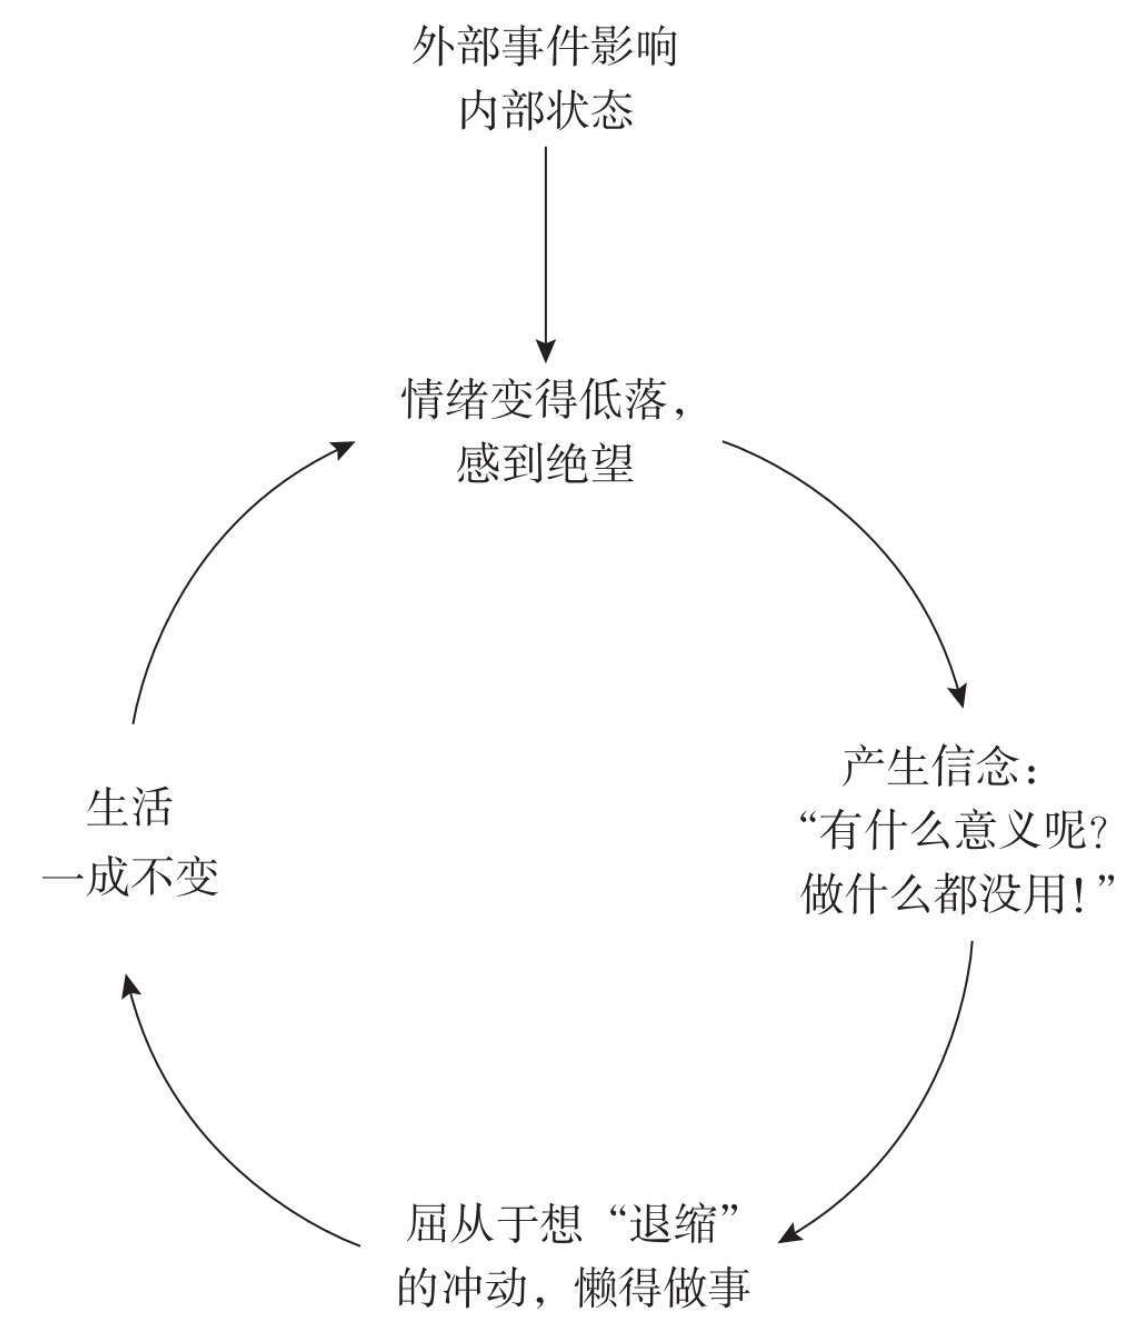 外部事件影响
内部状态
情绪变得低落，
感到绝望
产生信念：
“有什么意义呢？
做什么都没用！”
生活
一成不变
屈从于想“退缩”
的冲动，懒得做事